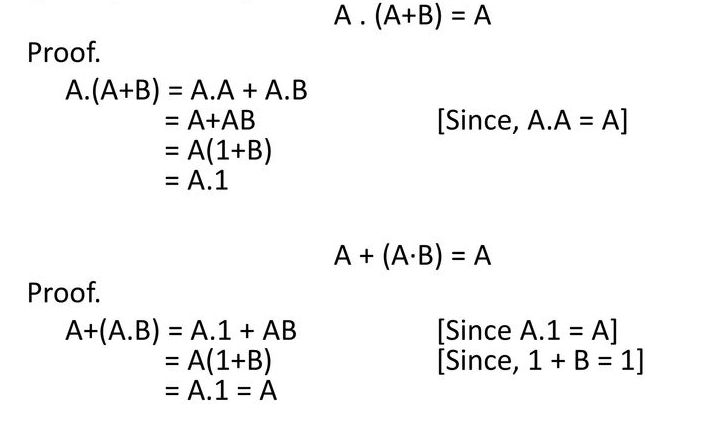 A . (A+B) = A
Proof.
A.(A+B) = A.A + A.B
= A+AB [Since, A.A = A]
= A(1+B)
= A.1
A + (A·B) = A
Proof.
A+(A.B) = A.1 + AB [Since A.1 = A]
= A(1+B) [Since, 1 + B = 1]
= A.1 = A